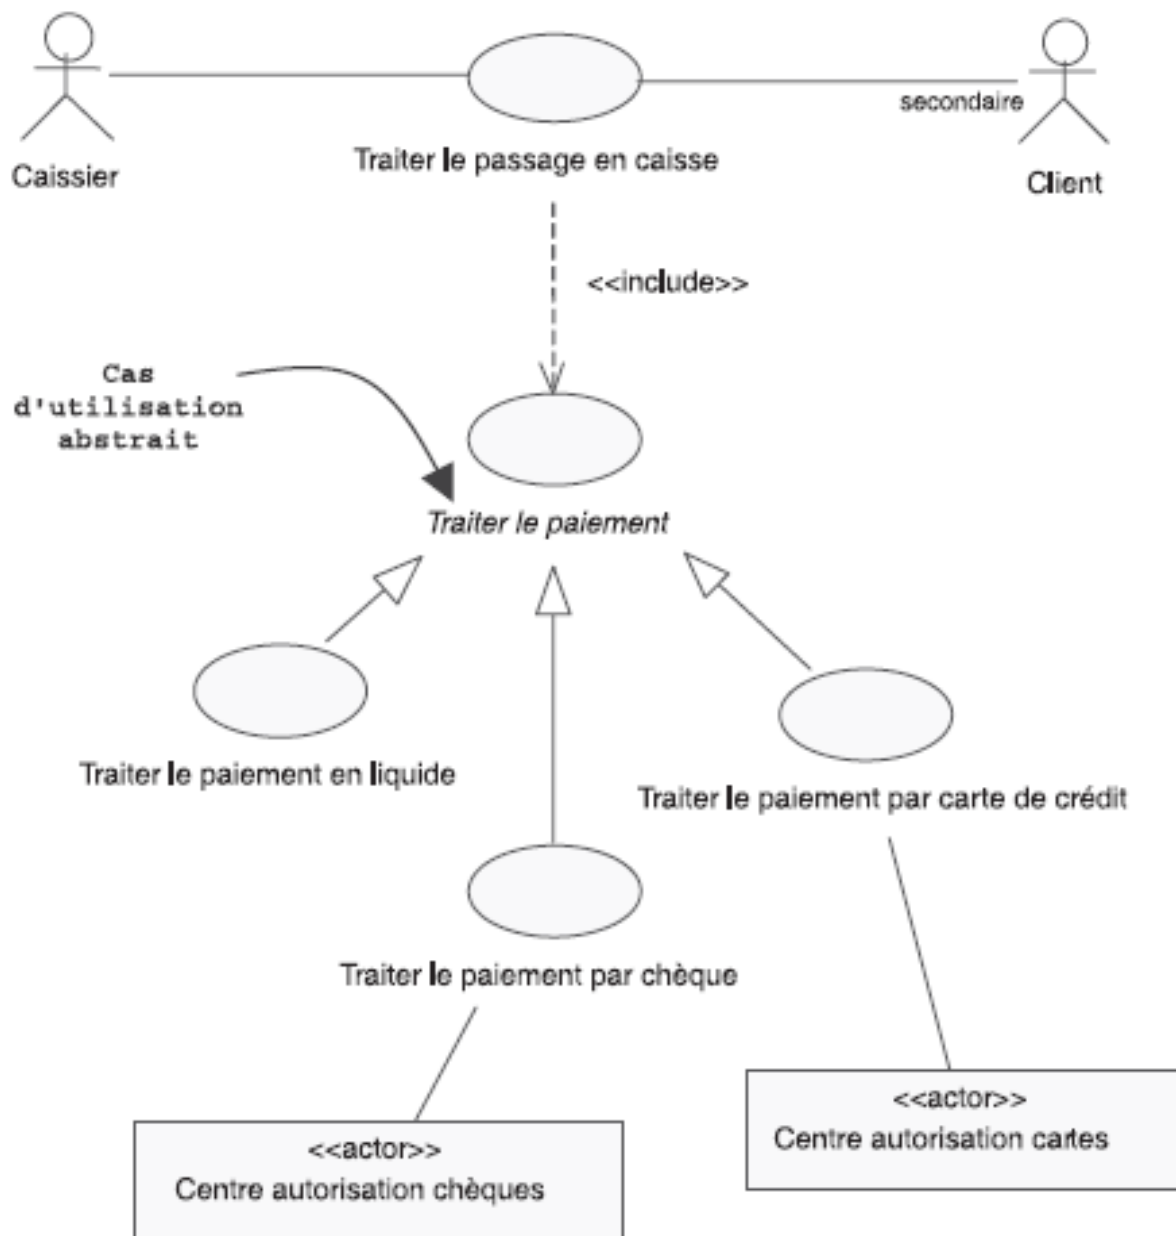 secondaire
Caissier
Traiter le passage en caisse
Client
<<include>>
Cas
d'utilisation
abstrait
Traiter le paiement
Traiter le paiement en liquide
Traiter le paiement par carte de crédit
Traiter le paiement par chèque
<<actor>>
Centre autorisation cartes
<<actor>>
Centre autorisation chèques